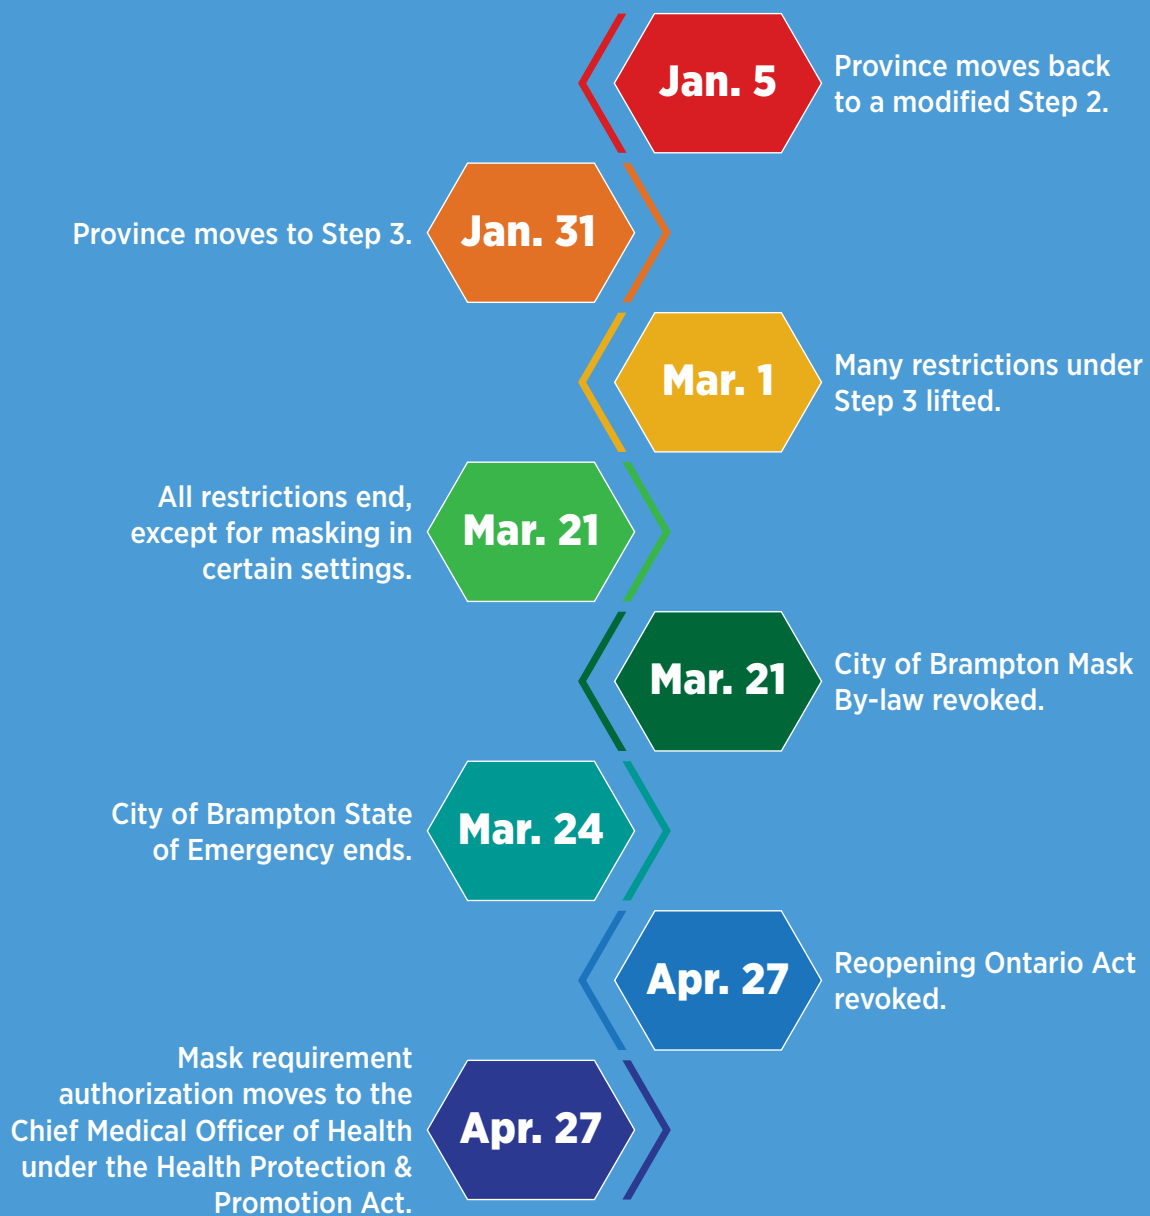 Jan. 5
Province moves back
to a modified Step 2.
Province moves to Step 3.
Jan. 31
Mar. 1
Many restrictions under
Step 3 lifted.
All restrictions end,
except for masking in
certain settings.
Mar. 21
Mar. 21
City of Brampton Mask
By-law revoked.
City of Brampton State
of Emergency ends.
Mar. 24
Apr. 27
Reopening Ontario Act
revoked.
Mask requirement
authorization moves to the
Chief Medical Officer of Health
under the Health Protection &
Promotion Act.
Apr. 27